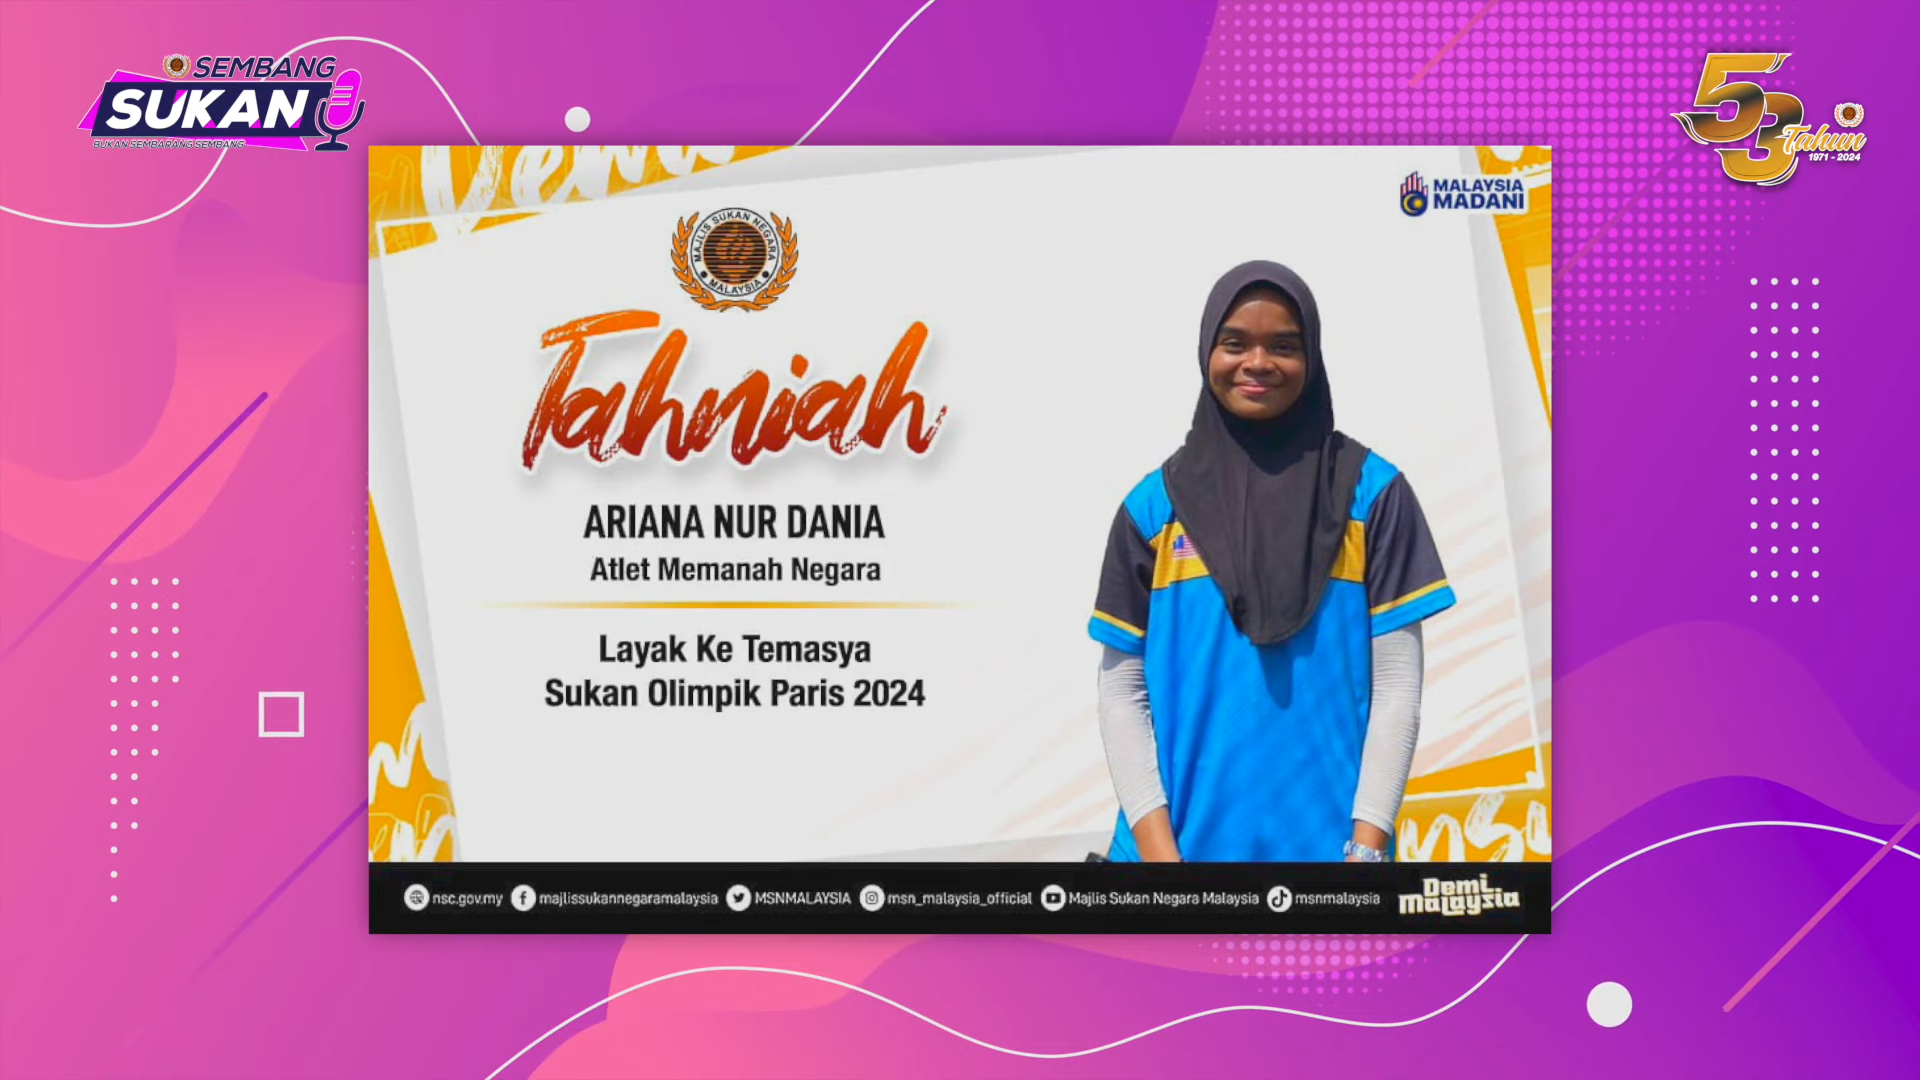 SEMBANG
SUKAN
BUKAN SEMBARANG SEMBANG
53
Tahun
1971 - 2024
MALAYSIA
MADANI
MAJLIS SUKAN NEGARA
MALAYSIA
Tahniah
ARIANA NUR DANIA
Atlet Memanah Negara
Layak Ke Temasya
Sukan Olimpik Paris 2024
nsc.gov.my majlissukannegaramalaysia MSNMALAYSIA msn_malaysia_official Majlis Sukan Negara Malaysia msnmalaysia
Demi
Malaysia